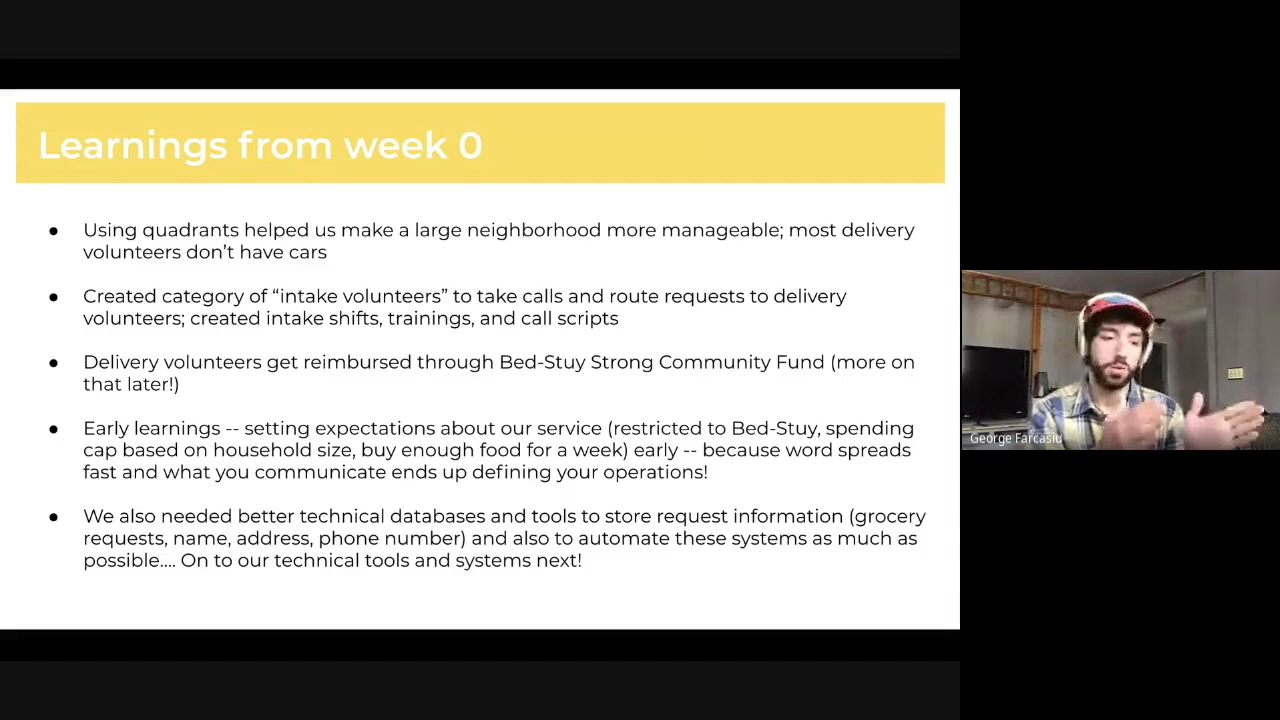 Learnings from week 0
● Using quadrants helped us make a large neighborhood more manageable; most delivery
volunteers don’t have cars
● Created category of “intake volunteers” to take calls and route requests to delivery
volunteers; created intake shifts, trainings, and call scripts
● Delivery volunteers get reimbursed through Bed-Stuy Strong Community Fund (more on
that later!)
● Early learnings -- setting expectations about our service (restricted to Bed-Stuy, spending
cap based on household size, buy enough food for a week) early -- because word spreads
fast and what you communicate ends up defining your operations!
● We also needed better technical databases and tools to store request information (grocery
requests, name, address, phone number) and also to automate these systems as much as
possible.... On to our technical tools and systems next!
George Farcasiu